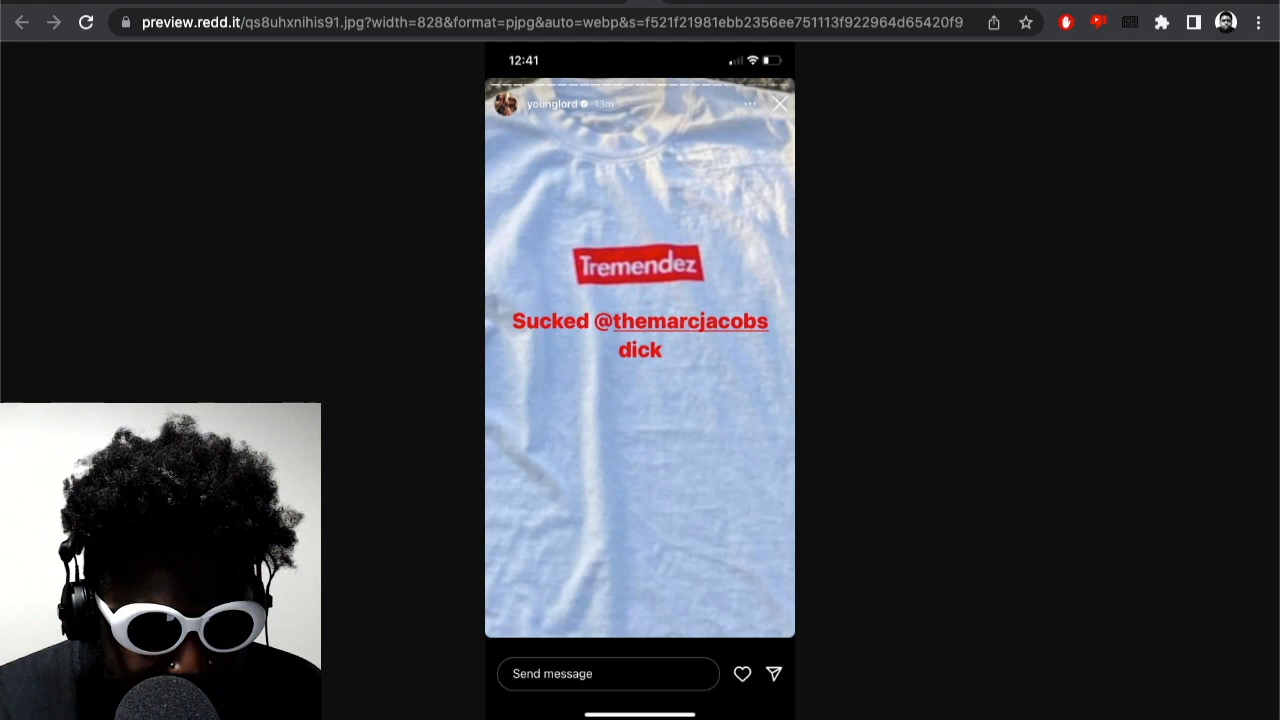 preview.redd.it/qs8uhxnihis91.jpg?width=828&format=pjpg&auto=webp&s=f521f21981ebb2356ee751113f922964d65420f9
12:41
younglord 13m
Tremendez
Sucked @themarcjacobs
dick
Send message